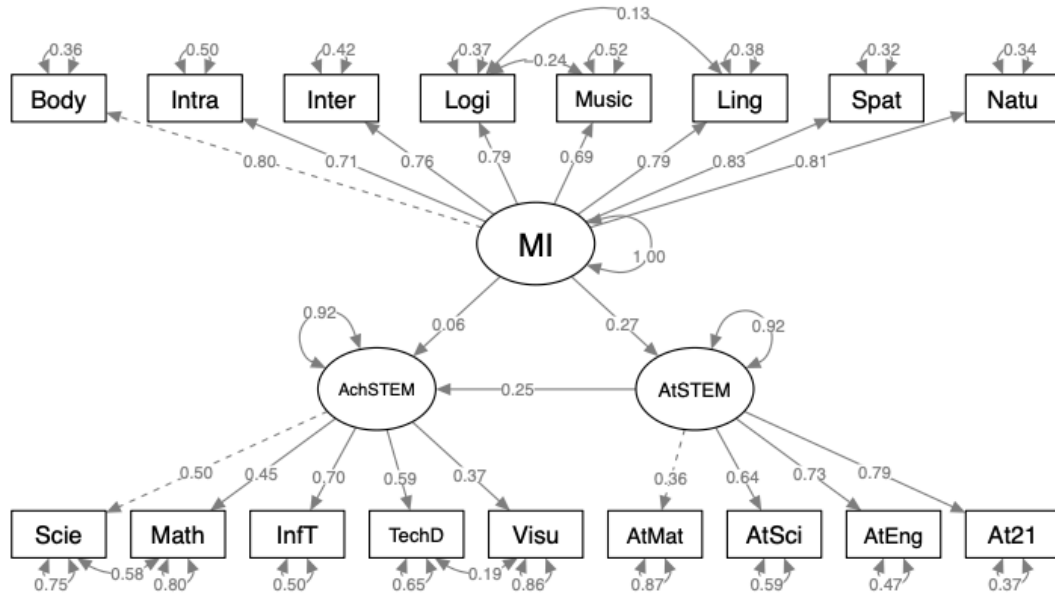 0.13
0.36 0.50 0.42 0.37 -0.24 0.52 0.38 0.32 0.34
Body Intra Inter Logi Music Ling Spat Natu
0.80 0.71 0.76 0.79 0.69 0.79 0.83 0.81
MI
1.00
0.92 0.06 0.27 0.92
AchSTEM 0.25 AtSTEM
0.50 0.45 0.70 0.59 0.37 0.36 0.64 0.73 0.79
Scie Math InfT TechD Visu AtMat AtSci AtEng At21
0.75 0.58 0.80 0.50 0.65 0.19 0.86 0.87 0.59 0.47 0.37